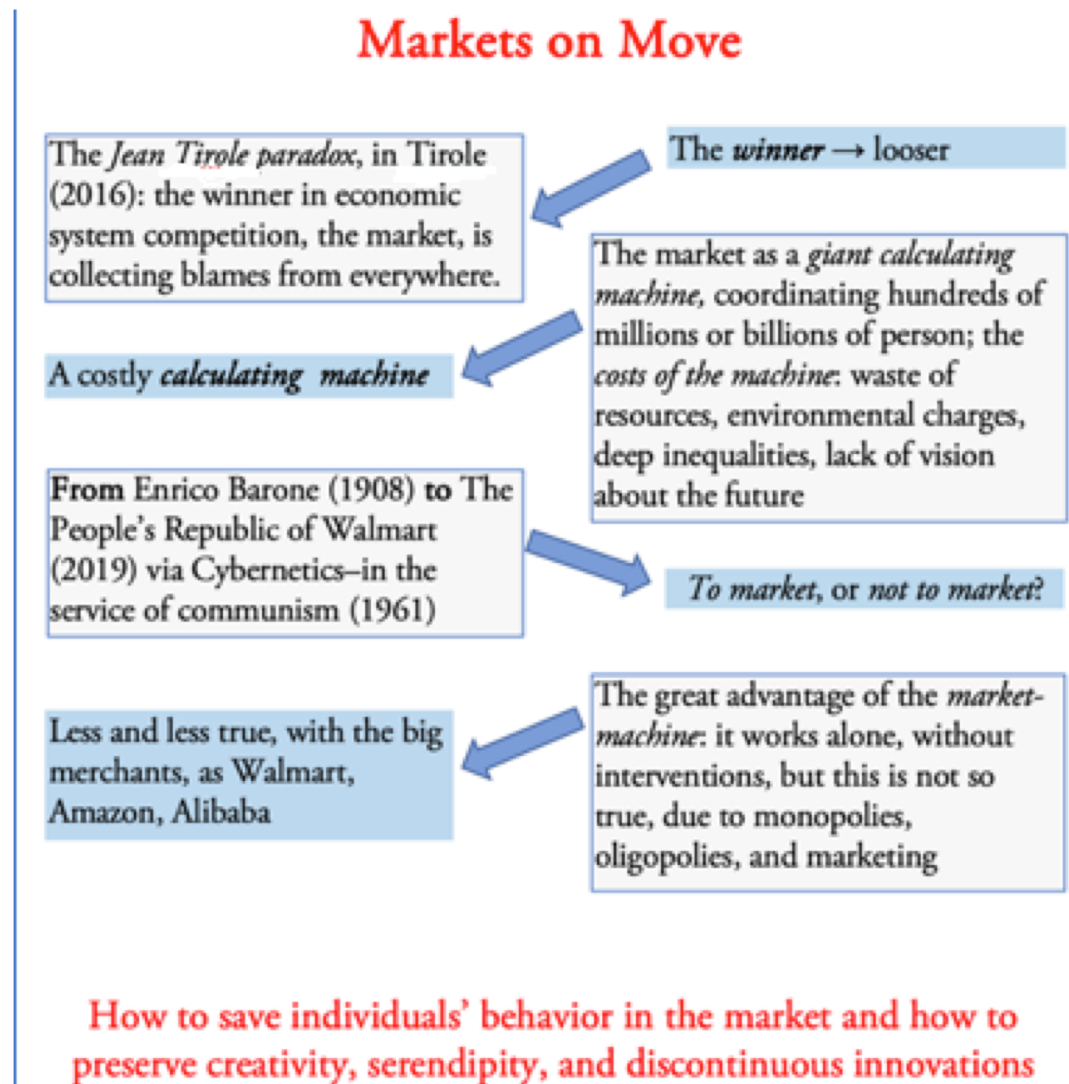 Markets on Move
The winner → looser
The Jean Tirole paradox, in Tirole
(2016): the winner in economic
system competition, the market, is
collecting blames from everywhere.
The market as a giant calculating
machine, coordinating hundreds of
millions or billions of person; the
costs of the machine: waste of
resources, environmental charges,
deep inequalities, lack of vision
about the future
A costly calculating machine
From Enrico Barone (1908) to The
People's Republic of Walmart
(2019) via Cybernetics–in the
service of communism (1961)
To market, or not to market?
The great advantage of the market-
machine: it works alone, without
interventions, but this is not so
true, due to monopolies,
oligopolies, and marketing
Less and less true, with the big
merchants, as Walmart,
Amazon, Alibaba
How to save individuals' behavior in the market and how to
preserve creativity, serendipity, and discontinuous innovations